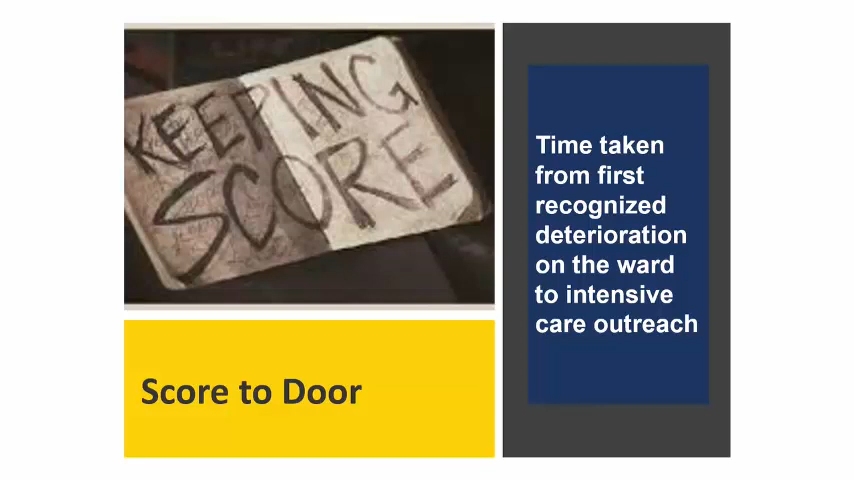 KEEPING
SCORE
Time taken
from first
recognized
deterioration
on the ward
to intensive
care outreach
Score to Door